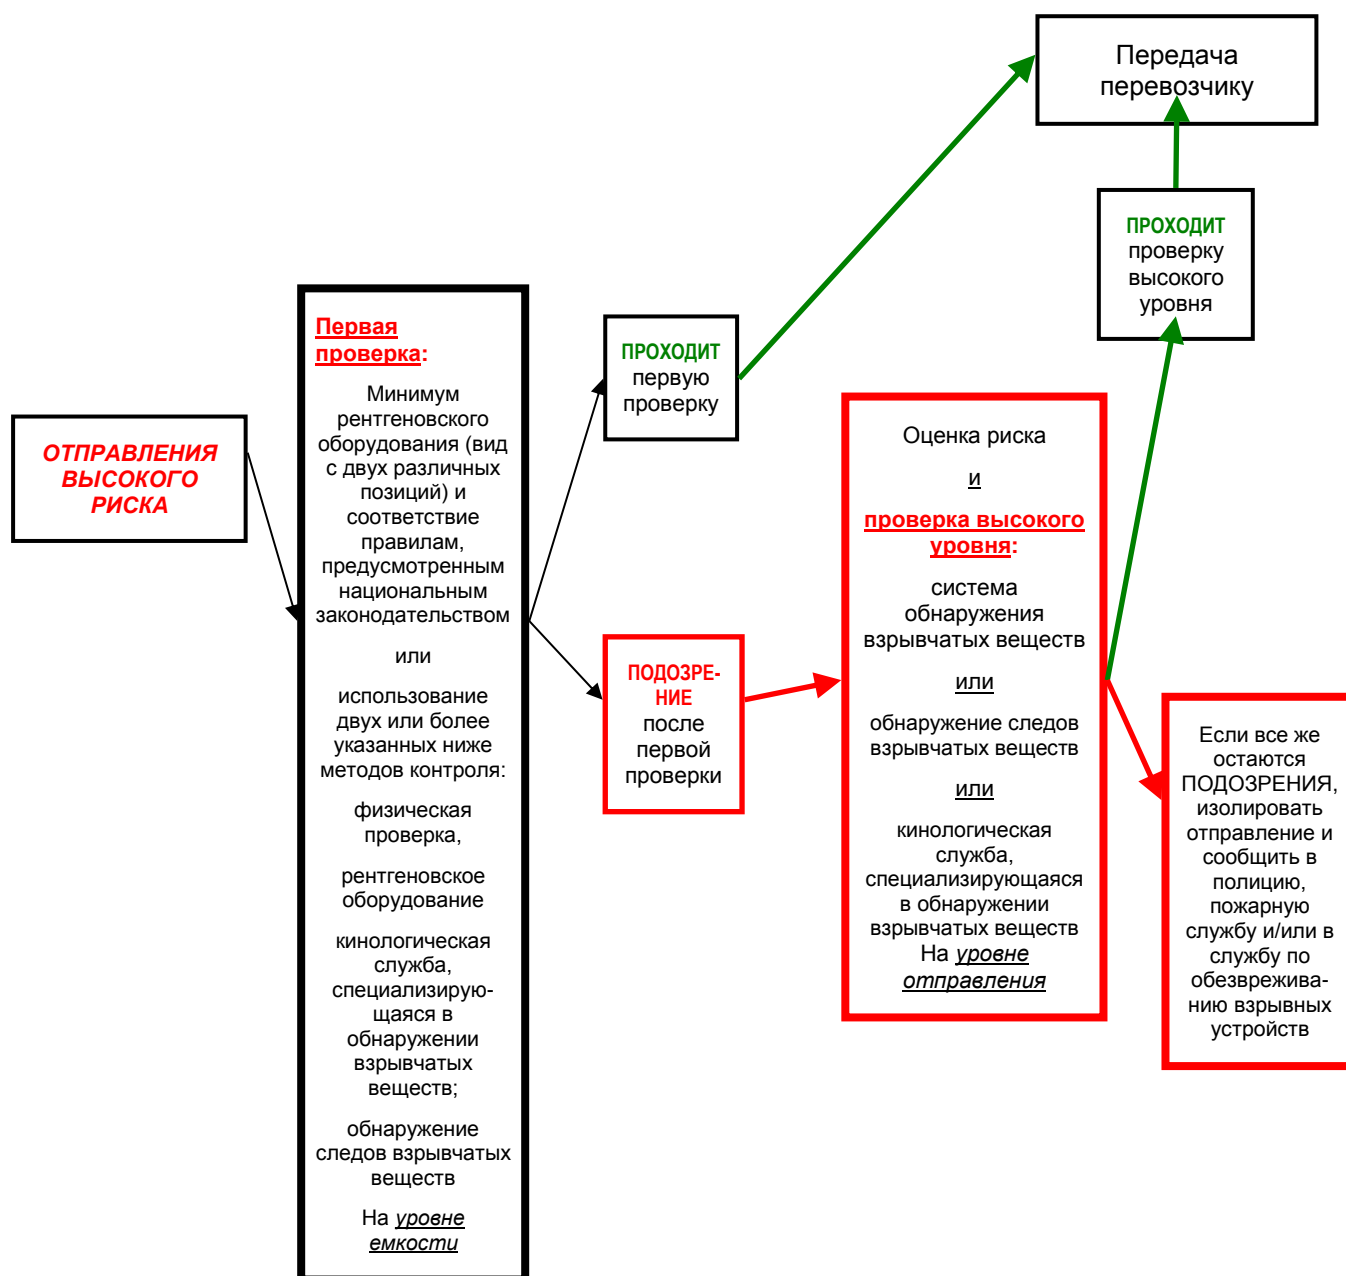 Передача
перевозчику
ПРОХОДИТ
проверку
высокого
уровня
ОТПРАВЛЕНИЯ
ВЫСОКОГО
РИСКА
Первая
проверка:
Минимум
рентгеновского
оборудования (вид
с двух различных
позиций) и
соответствие
правилам,
предусмотренным
национальным
законодательством
или
использование
двух или более
указанных ниже
методов контроля:
физическая
проверка,
рентгеновское
оборудование
кинологическая
служба,
специализирую-
щаяся в
обнаружении
взрывчатых
веществ;
обнаружение
следов взрывчатых
веществ
На уровне
емкости
ПРОХОДИТ
первую
проверку
ПОДОЗРЕ-
НИЕ
после
первой
проверки
Оценка риска
и
проверка высокого
уровня:
система
обнаружения
взрывчатых веществ
или
обнаружение следов
взрывчатых веществ
или
кинологическая
служба,
специализирующаяся
в обнаружении
взрывчатых веществ
На уровне
отправления
Если все же
остаются
ПОДОЗРЕНИЯ,
изолировать
отправление и
сообщить в
полицию,
пожарную
службу и/или в
службу по
обезврежива-
нию взрывных
устройств